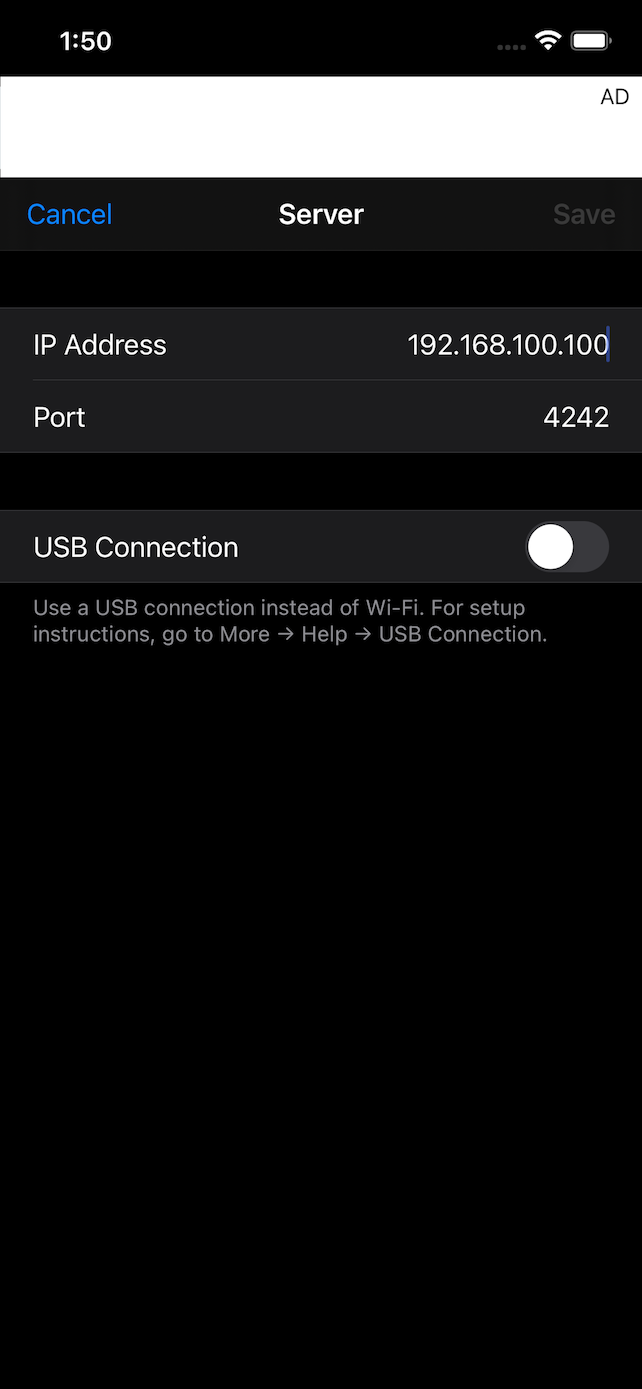 1:50
AD
Cancel Server Save
IP Address 192.168.100.100
Port 4242
USB Connection
Use a USB connection instead of Wi-Fi. For setup
instructions, go to More → Help → USB Connection.